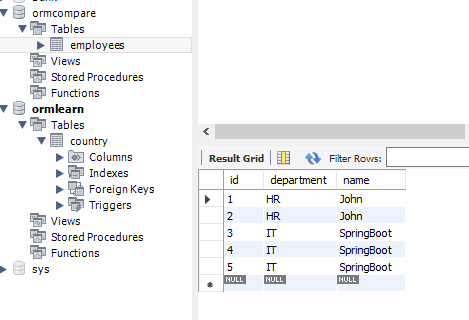 ormcompare
Tables
employees
Views
Stored Procedures
Functions
ormlearn
Tables
country
Columns
Indexes
Foreign Keys
Triggers
Views
Stored Procedures
Functions
sys
Result Grid Filter Rows:
id department name
1 HR John
2 HR John
3 IT SpringBoot
4 IT SpringBoot
5 IT SpringBoot
NULL NULL NULL